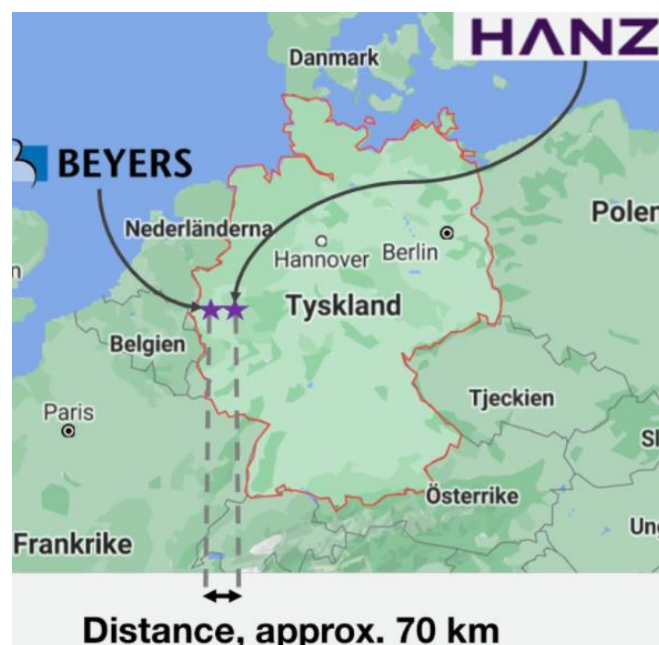 HANZ
Danmark
BEYERS
Nederländerna
Polen
Hannover
Berlin
Tyskland
Belgien
Paris
Tjeckien
Österrike
Frankrike
Distance, approx. 70 km